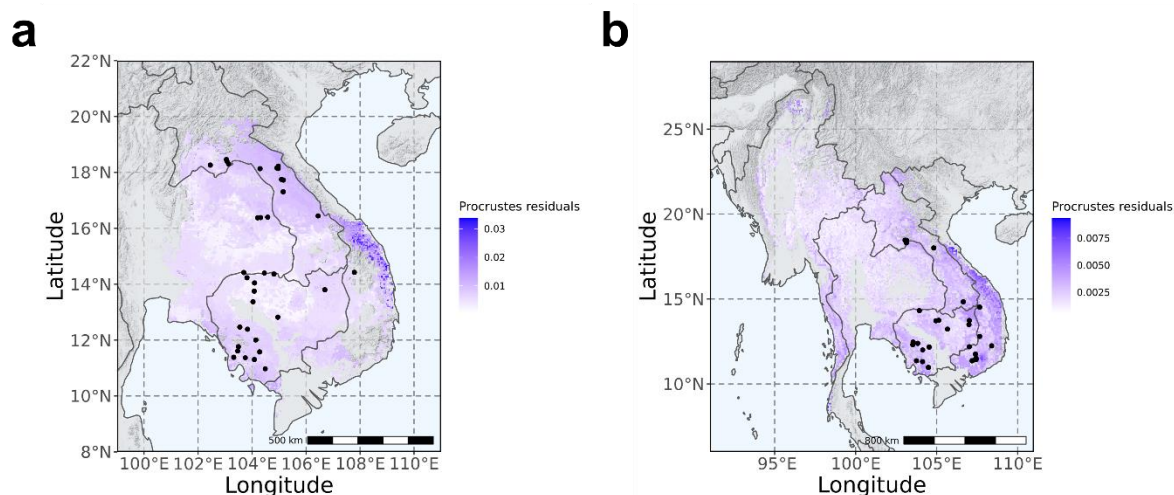 a
22°N
20°N
18°N
16°N
14°N
12°N
10°N
8°N
Latitude
500 km
100°E 102°E 104°E 106°E 108°E 110°E
Longitude
Procrustes residuals
0.03
0.02
0.01
b
25°N
20°N
15°N
10°N
Latitude
800 km
95°E 100°E 105°E 110°E
Longitude
Procrustes residuals
0.0075
0.0050
0.0025